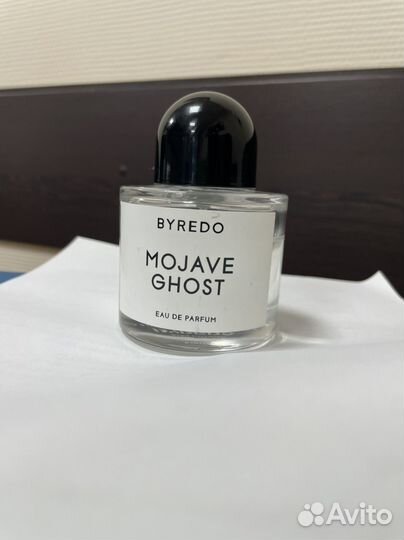 BYREDO
MOJAVE
GHOST
EAU DE PARFUM
Avito